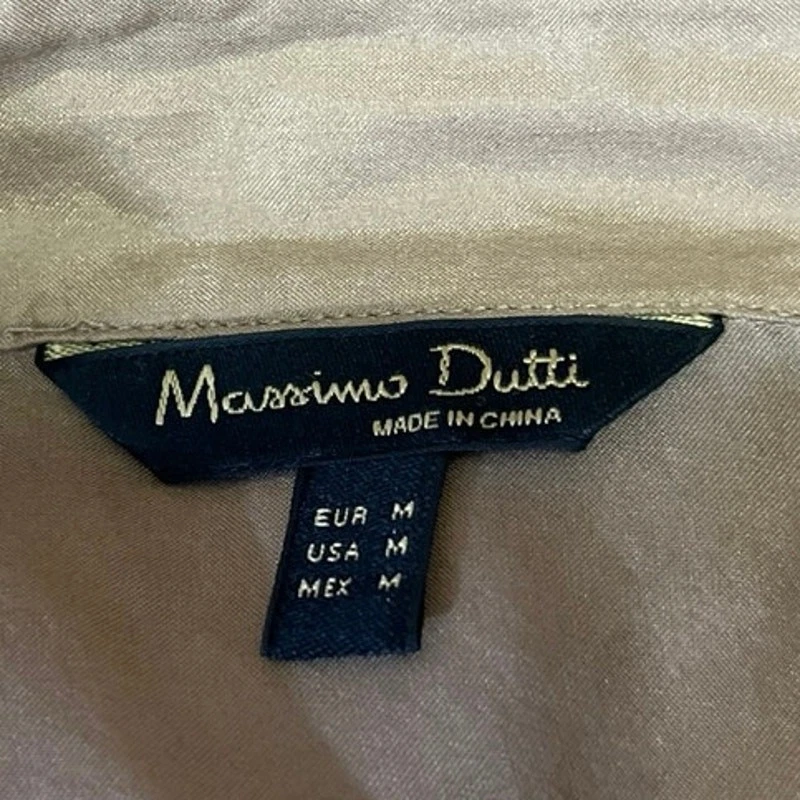 Massimo Dutti
MADE IN CHINA
EUR M
USA M
MEX M